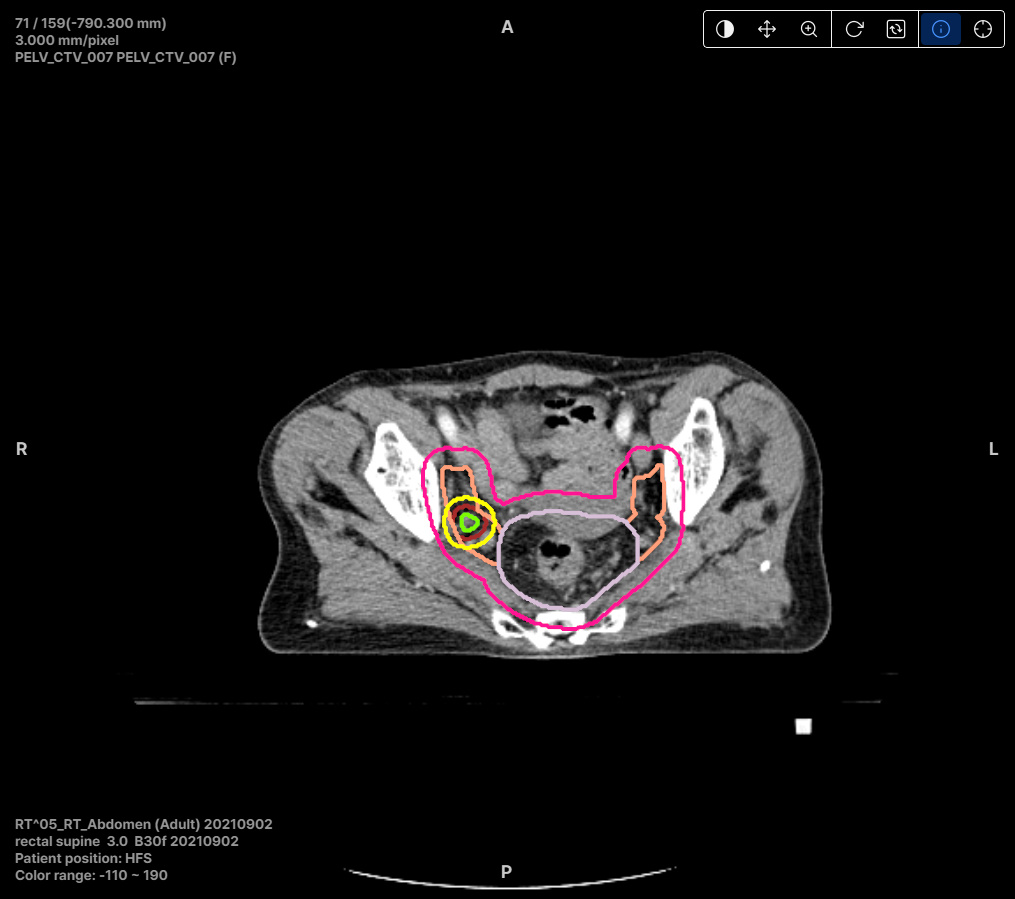 71 / 159(-790.300 mm)
3.000 mm/pixel
PELV_CTV_007 PELV_CTV_007 (F)
A
R
L
RT^05_RT_Abdomen (Adult) 20210902
rectal supine 3.0 B30f 20210902
Patient position: HFS
Color range: -110 ~ 190
P